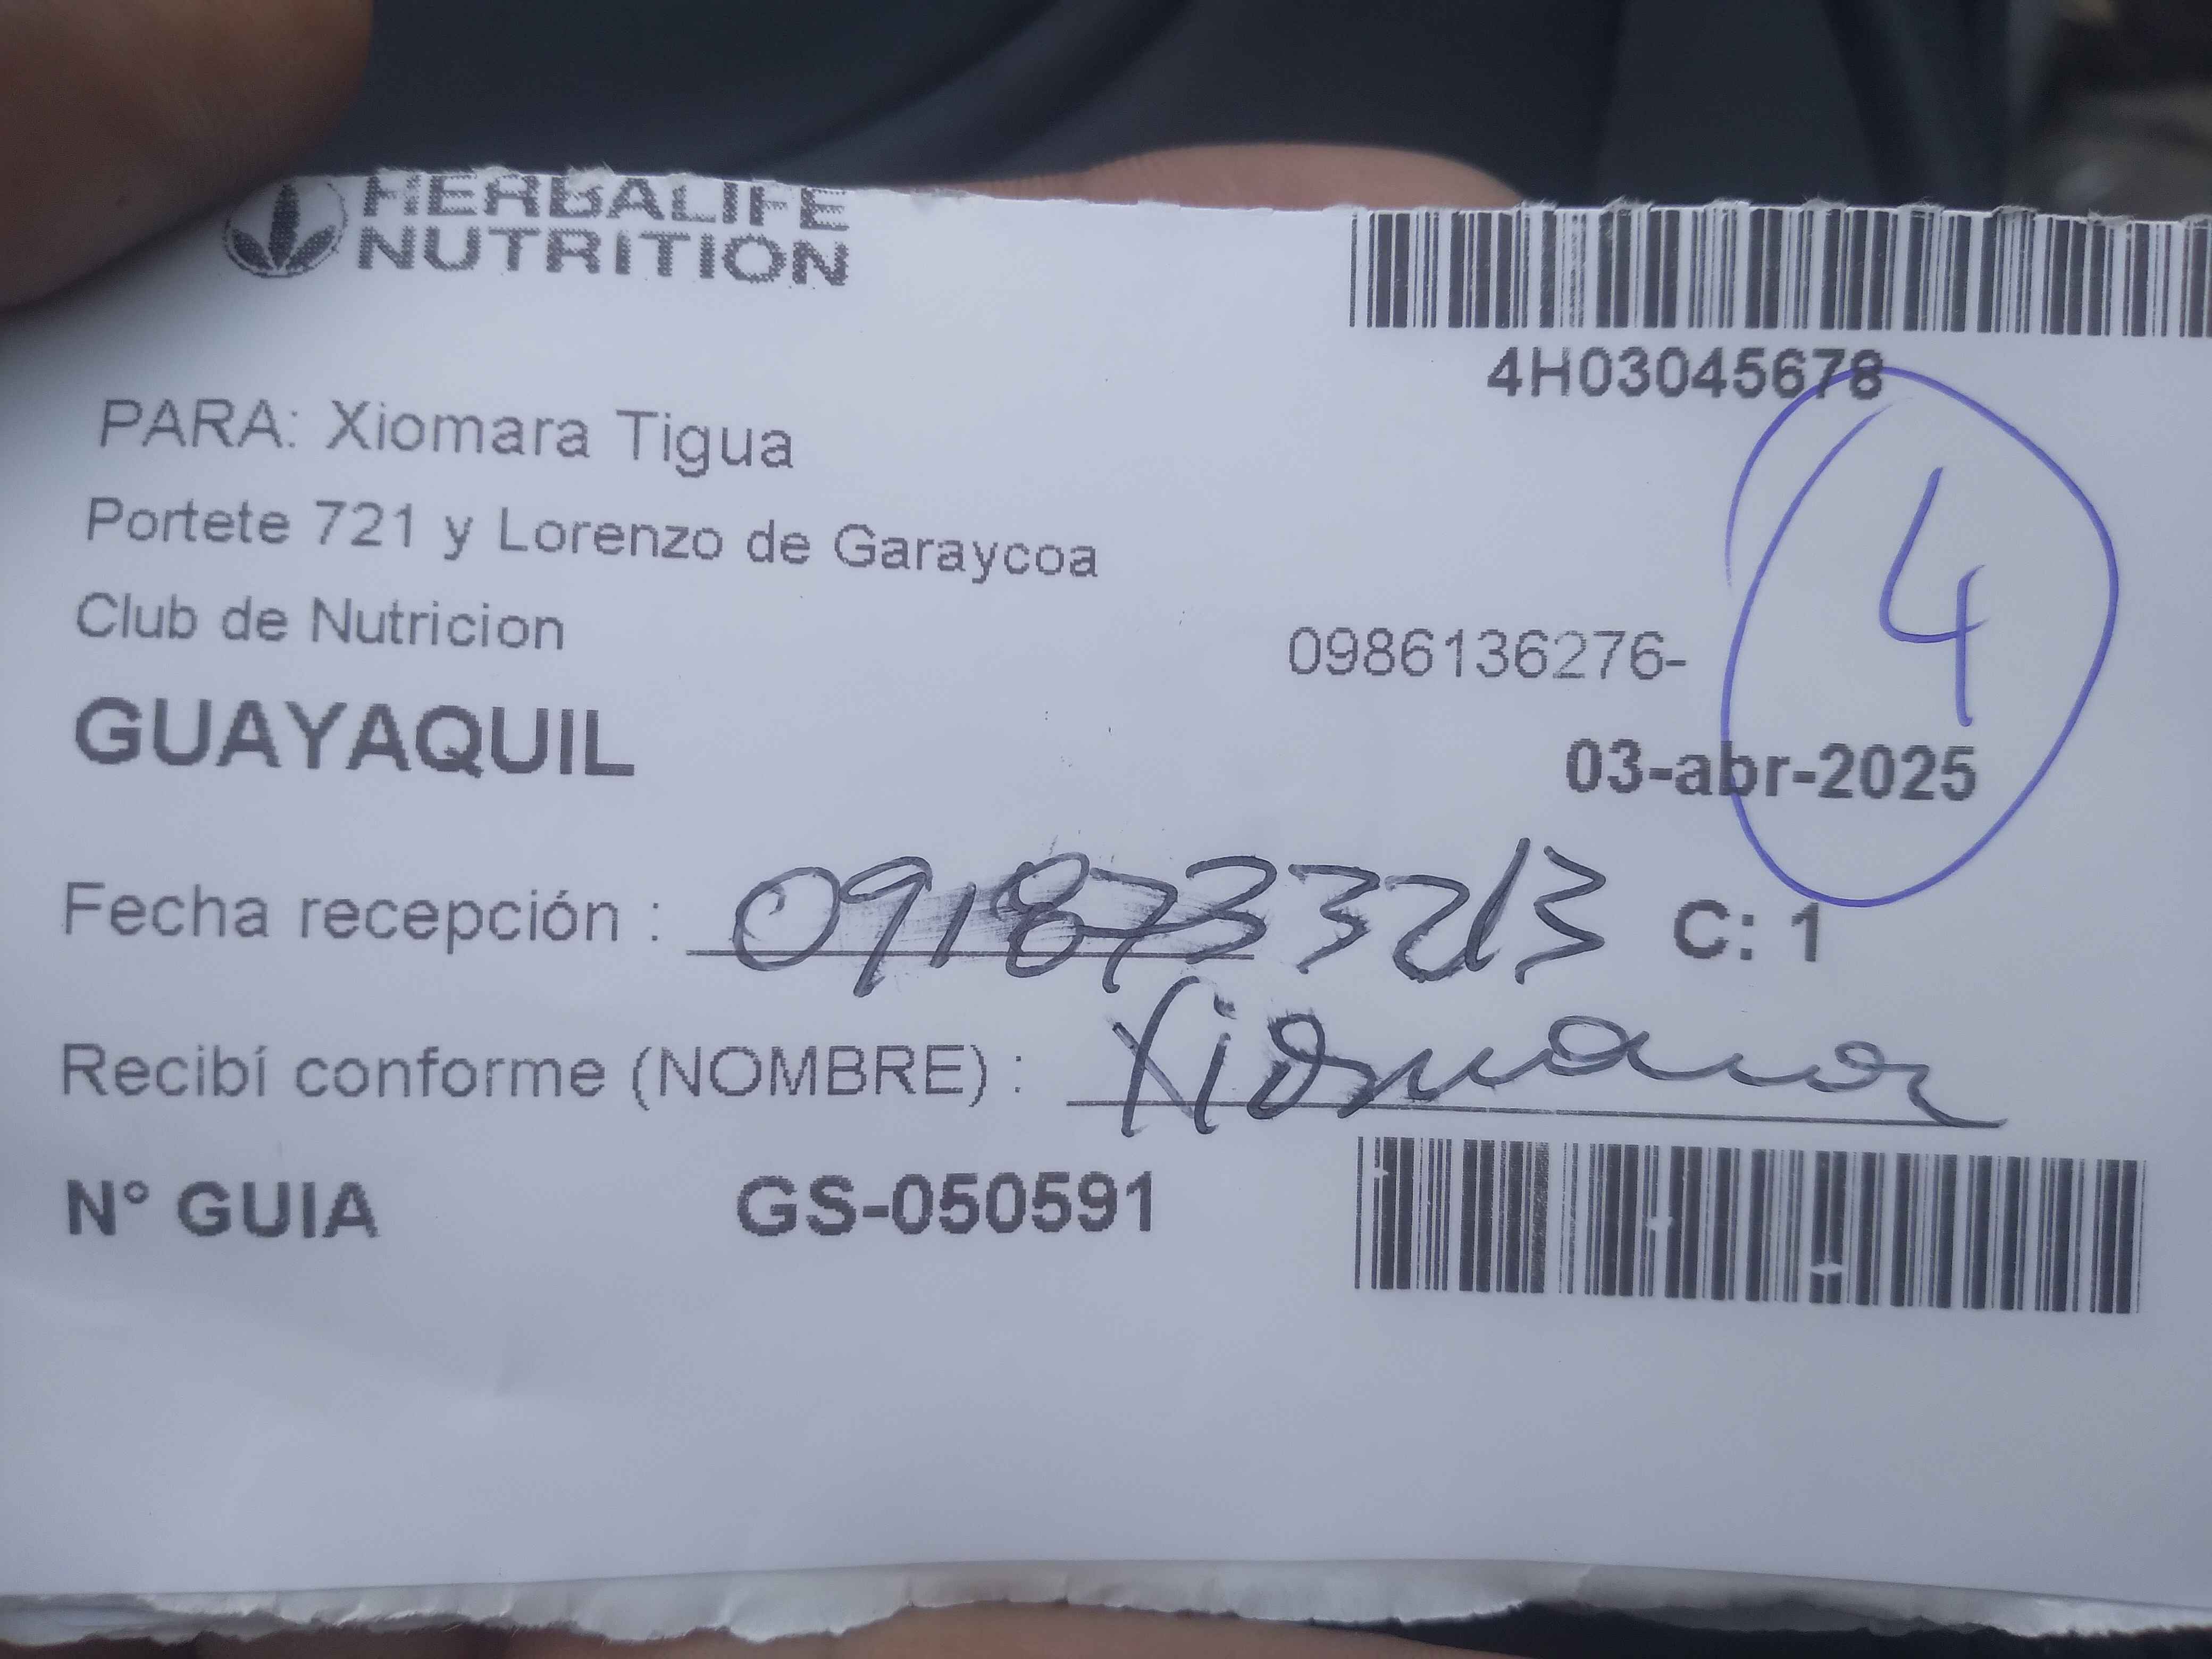 HERBALIFE
NUTRITION
4H03045678
4
PARA: Xiomara Tigua
Portete 721 y Lorenzo de Garaycoa
Club de Nutricion
0986136276-
GUAYAQUIL
03-abr-2025
Fecha recepción : 0918733213 C: 1
Recibí conforme (NOMBRE) : Xiomara
N° GUIA GS-050591